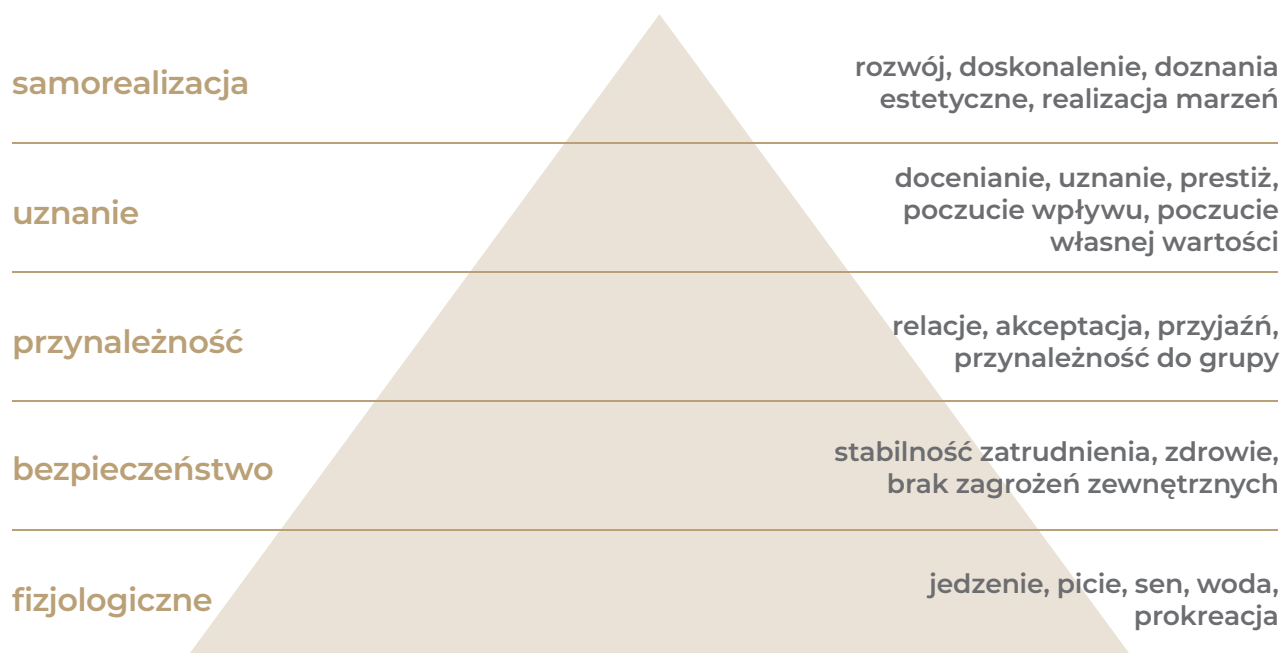 samorealizacja
rozwój, doskonalenie, doznania
estetyczne, realizacja marzeń
uznanie
docenianie, uznanie, prestiż,
poczucie wpływu, poczucie
własnej wartości
przynależność
relacje, akceptacja, przyjaźń,
przynależność do grupy
bezpieczeństwo
stabilność zatrudnienia, zdrowie,
brak zagrożeń zewnętrznych
fizjologiczne
jedzenie, picie, sen, woda,
prokreacja